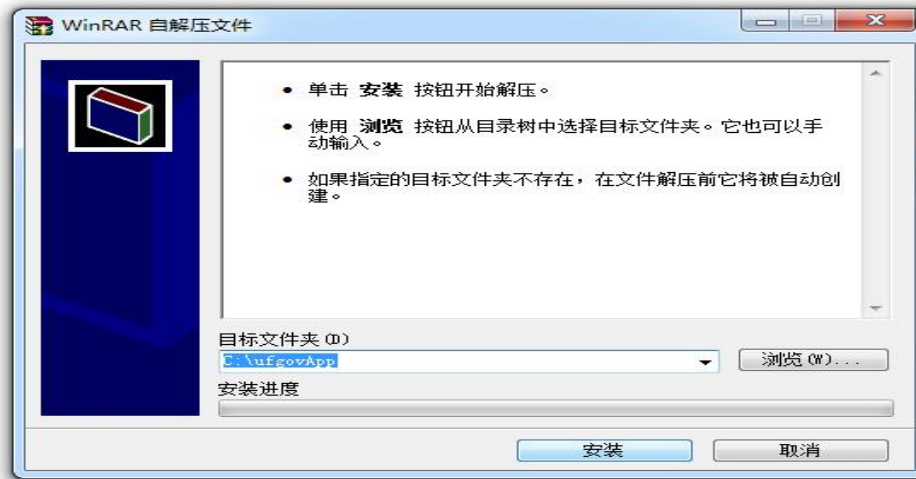 WinRAR 自解压文件
• 单击 安装 按钮开始解压。
• 使用 浏览 按钮从目录树中选择目标文件夹。它也可以手
动输入。
• 如果指定的目标文件夹不存在，在文件解压前它将被自动创
建。
目标文件夹(D)
C:\ufgovApp
浏览(W)...
安装进度
安装
取消